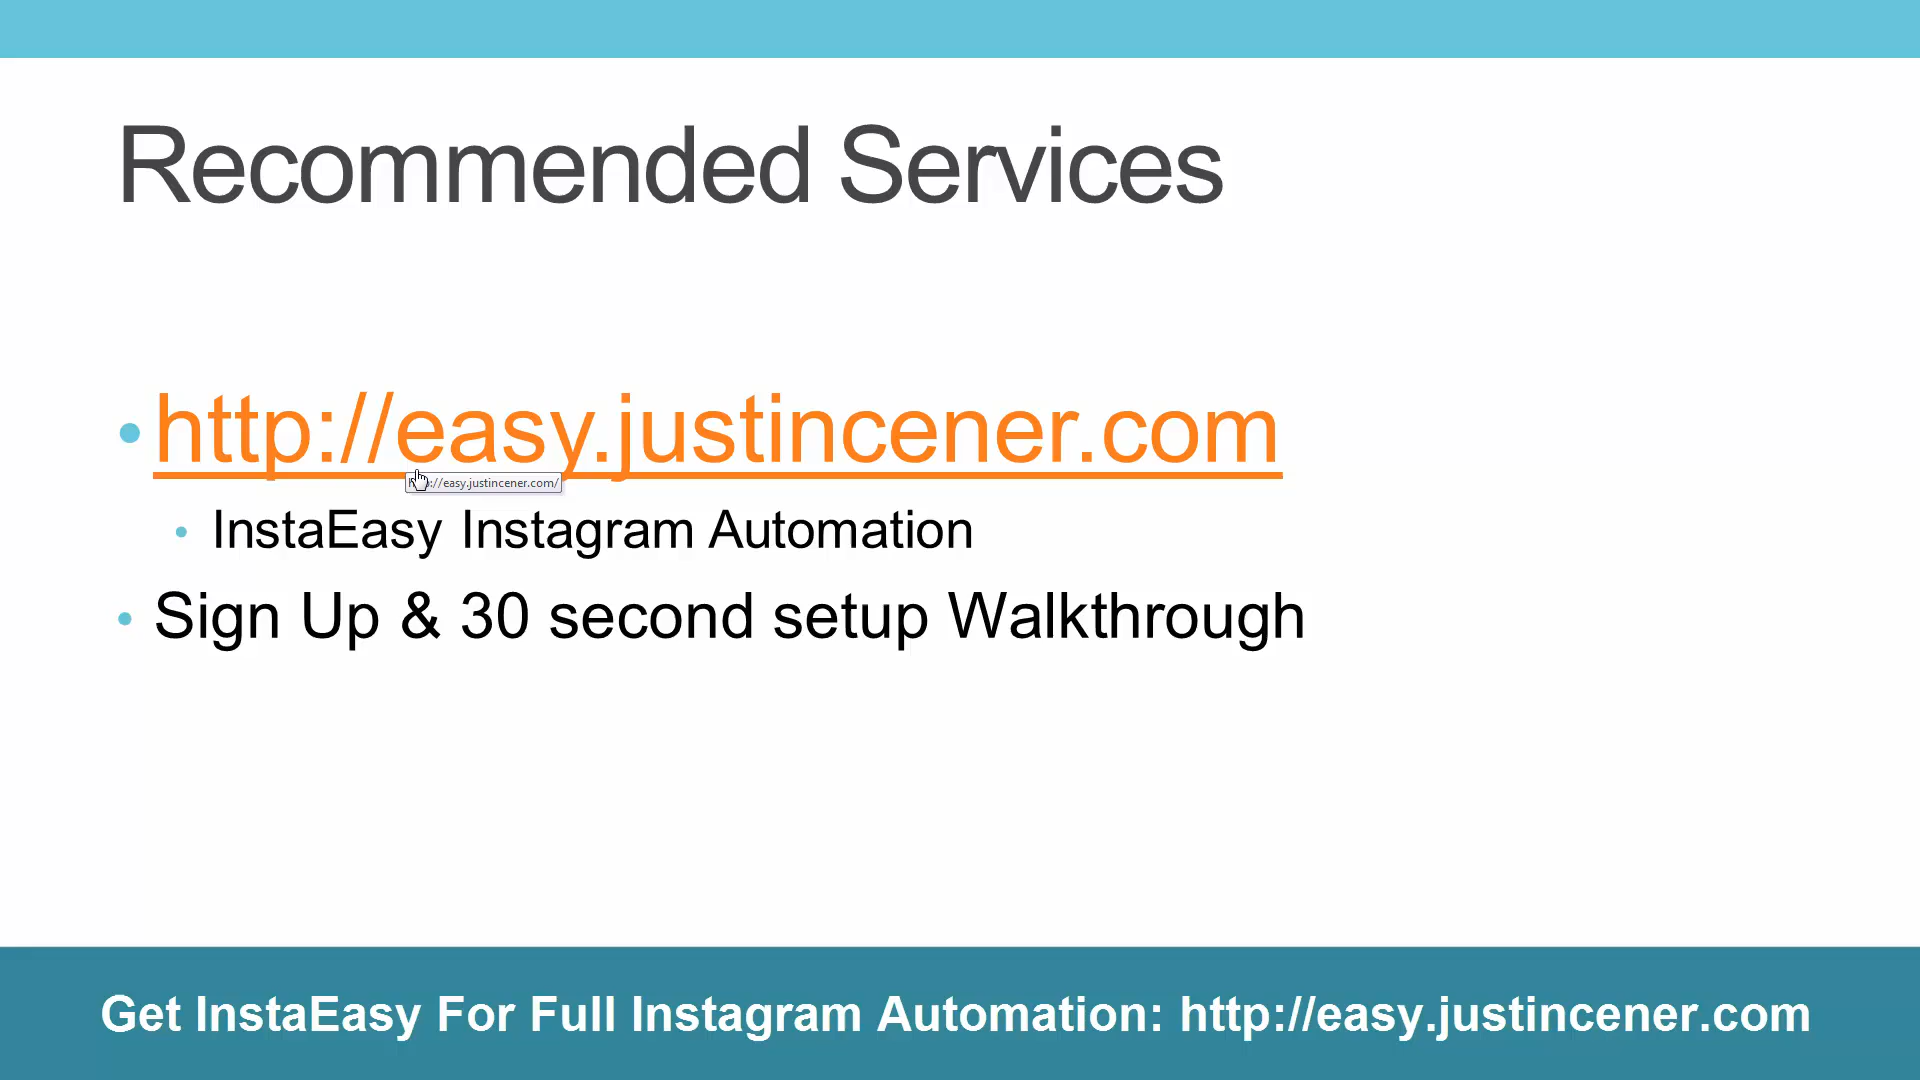 Recommended Services
• http://easy.justincener.com
//easy.justincener.com/
• InstaEasy Instagram Automation
• Sign Up & 30 second setup Walkthrough
Get InstaEasy For Full Instagram Automation: http://easy.justincener.com